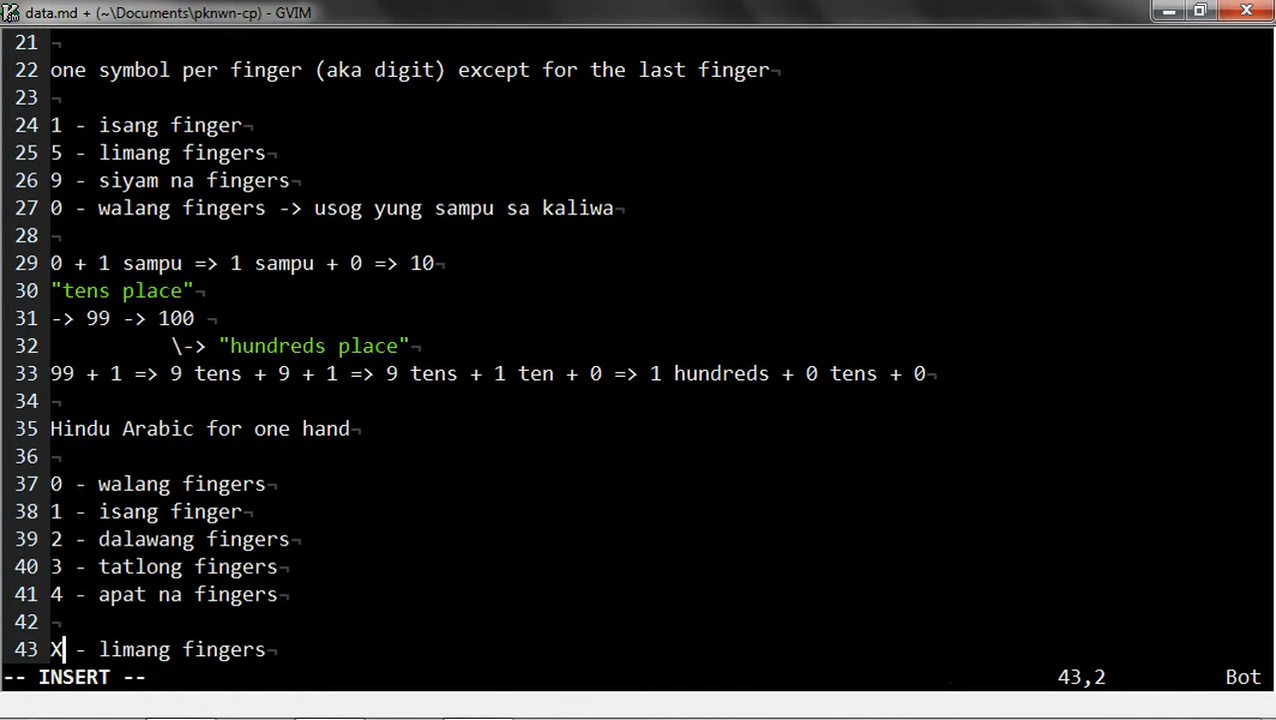 data.md + (~\Documents\pknwn-cp) - GVIM
21 ¬
22 one symbol per finger (aka digit) except for the last finger¬
23 ¬
24 1 - isang finger¬
25 5 - limang fingers¬
26 9 - siyam na fingers¬
27 0 - walang fingers -> usog yung sampu sa kaliwa¬
28 ¬
29 0 + 1 sampu => 1 sampu + 0 => 10¬
30 "tens place"¬
31 -> 99 -> 100 ¬
32           \-> "hundreds place"¬
33 99 + 1 => 9 tens + 9 + 1 => 9 tens + 1 ten + 0 => 1 hundreds + 0 tens + 0¬
34 ¬
35 Hindu Arabic for one hand¬
36 ¬
37 0 - walang fingers¬
38 1 - isang finger¬
39 2 - dalawang fingers¬
40 3 - tatlong fingers¬
41 4 - apat na fingers¬
42 ¬
43 X - limang fingers¬
-- INSERT -- 43,2 Bot